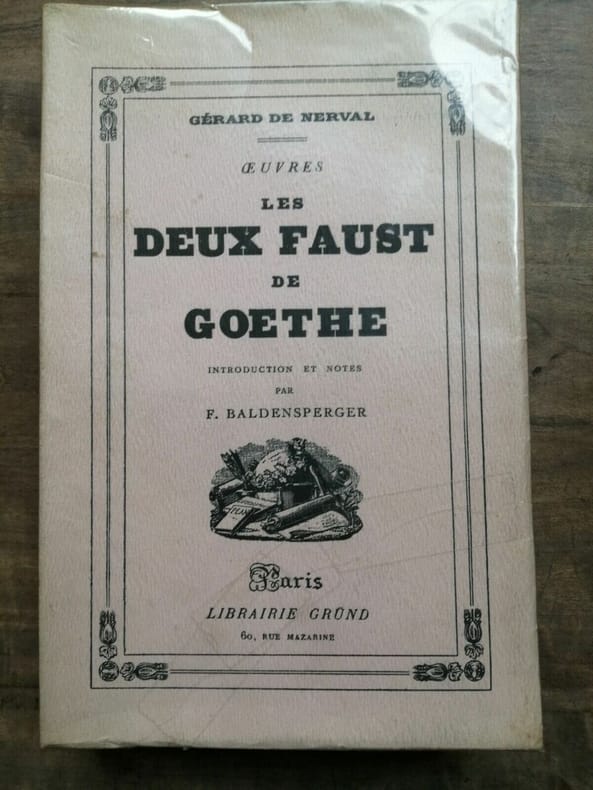 GÉRARD DE NERVAL
ŒUVRES
LES
DEUX FAUST
DE
GOETHE
INTRODUCTION ET NOTES
PAR
F. BALDENSPERGER
Paris
LIBRAIRIE GRÜND
60, RUE MAZARINE